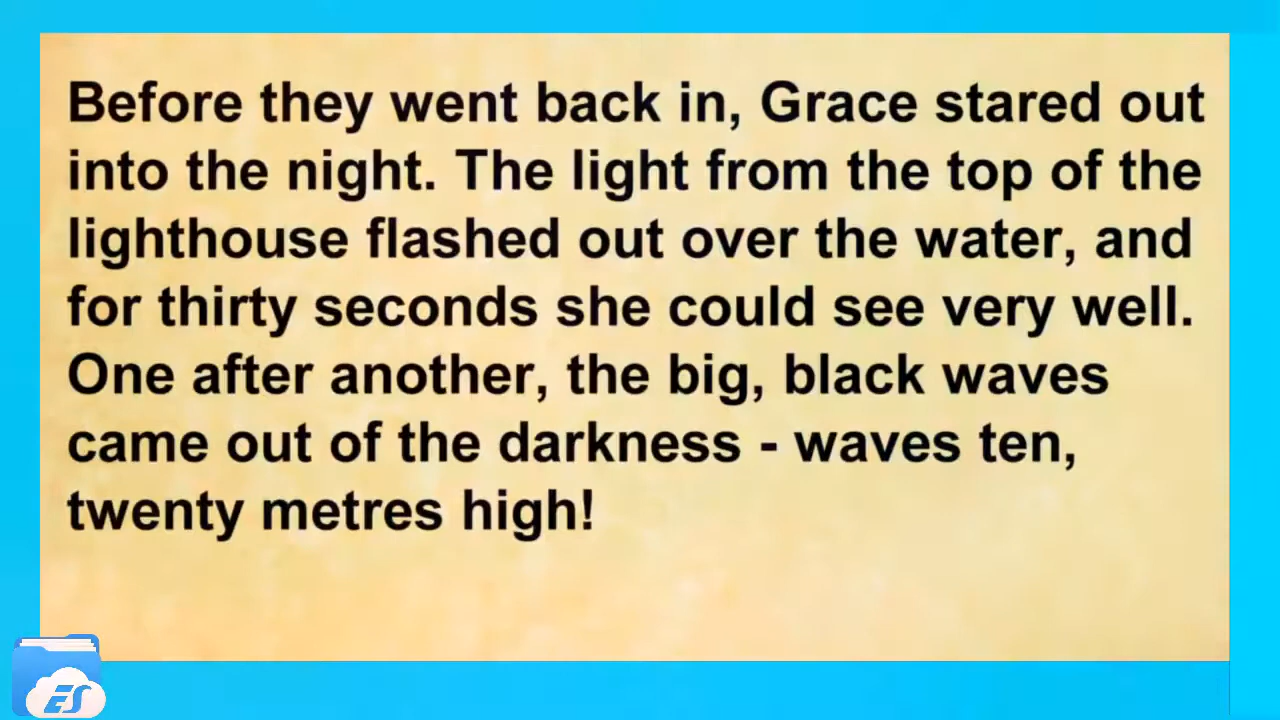 Before they went back in, Grace stared out
into the night. The light from the top of the
lighthouse flashed out over the water, and
for thirty seconds she could see very well.
One after another, the big, black waves
came out of the darkness - waves ten,
twenty metres high!
ES